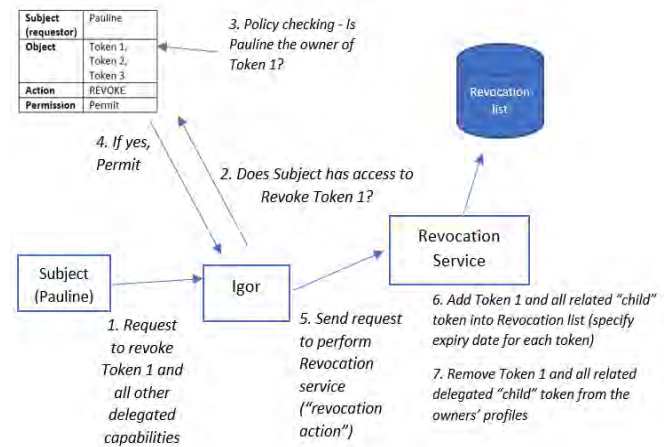 Subject Pauline
(requestor)
Object Token 1,
Token 2,
Token 3
Action REVOKE
Permission Permit
3. Policy checking - Is
Pauline the owner of
Token 1?
Revocation
list
4. If yes,
Permit
2. Does Subject has access to
Revoke Token 1?
Revocation
Service
Subject
(Pauline)
Igor
1. Request
to revoke
Token 1 and
all other
delegated
capabilities
5. Send request
to perform
Revocation
service
("revocation
action")
6. Add Token 1 and all related "child"
token into Revocation list (specify
expiry date for each token)
7. Remove Token 1 and all related
delegated "child" token from the
owners' profiles